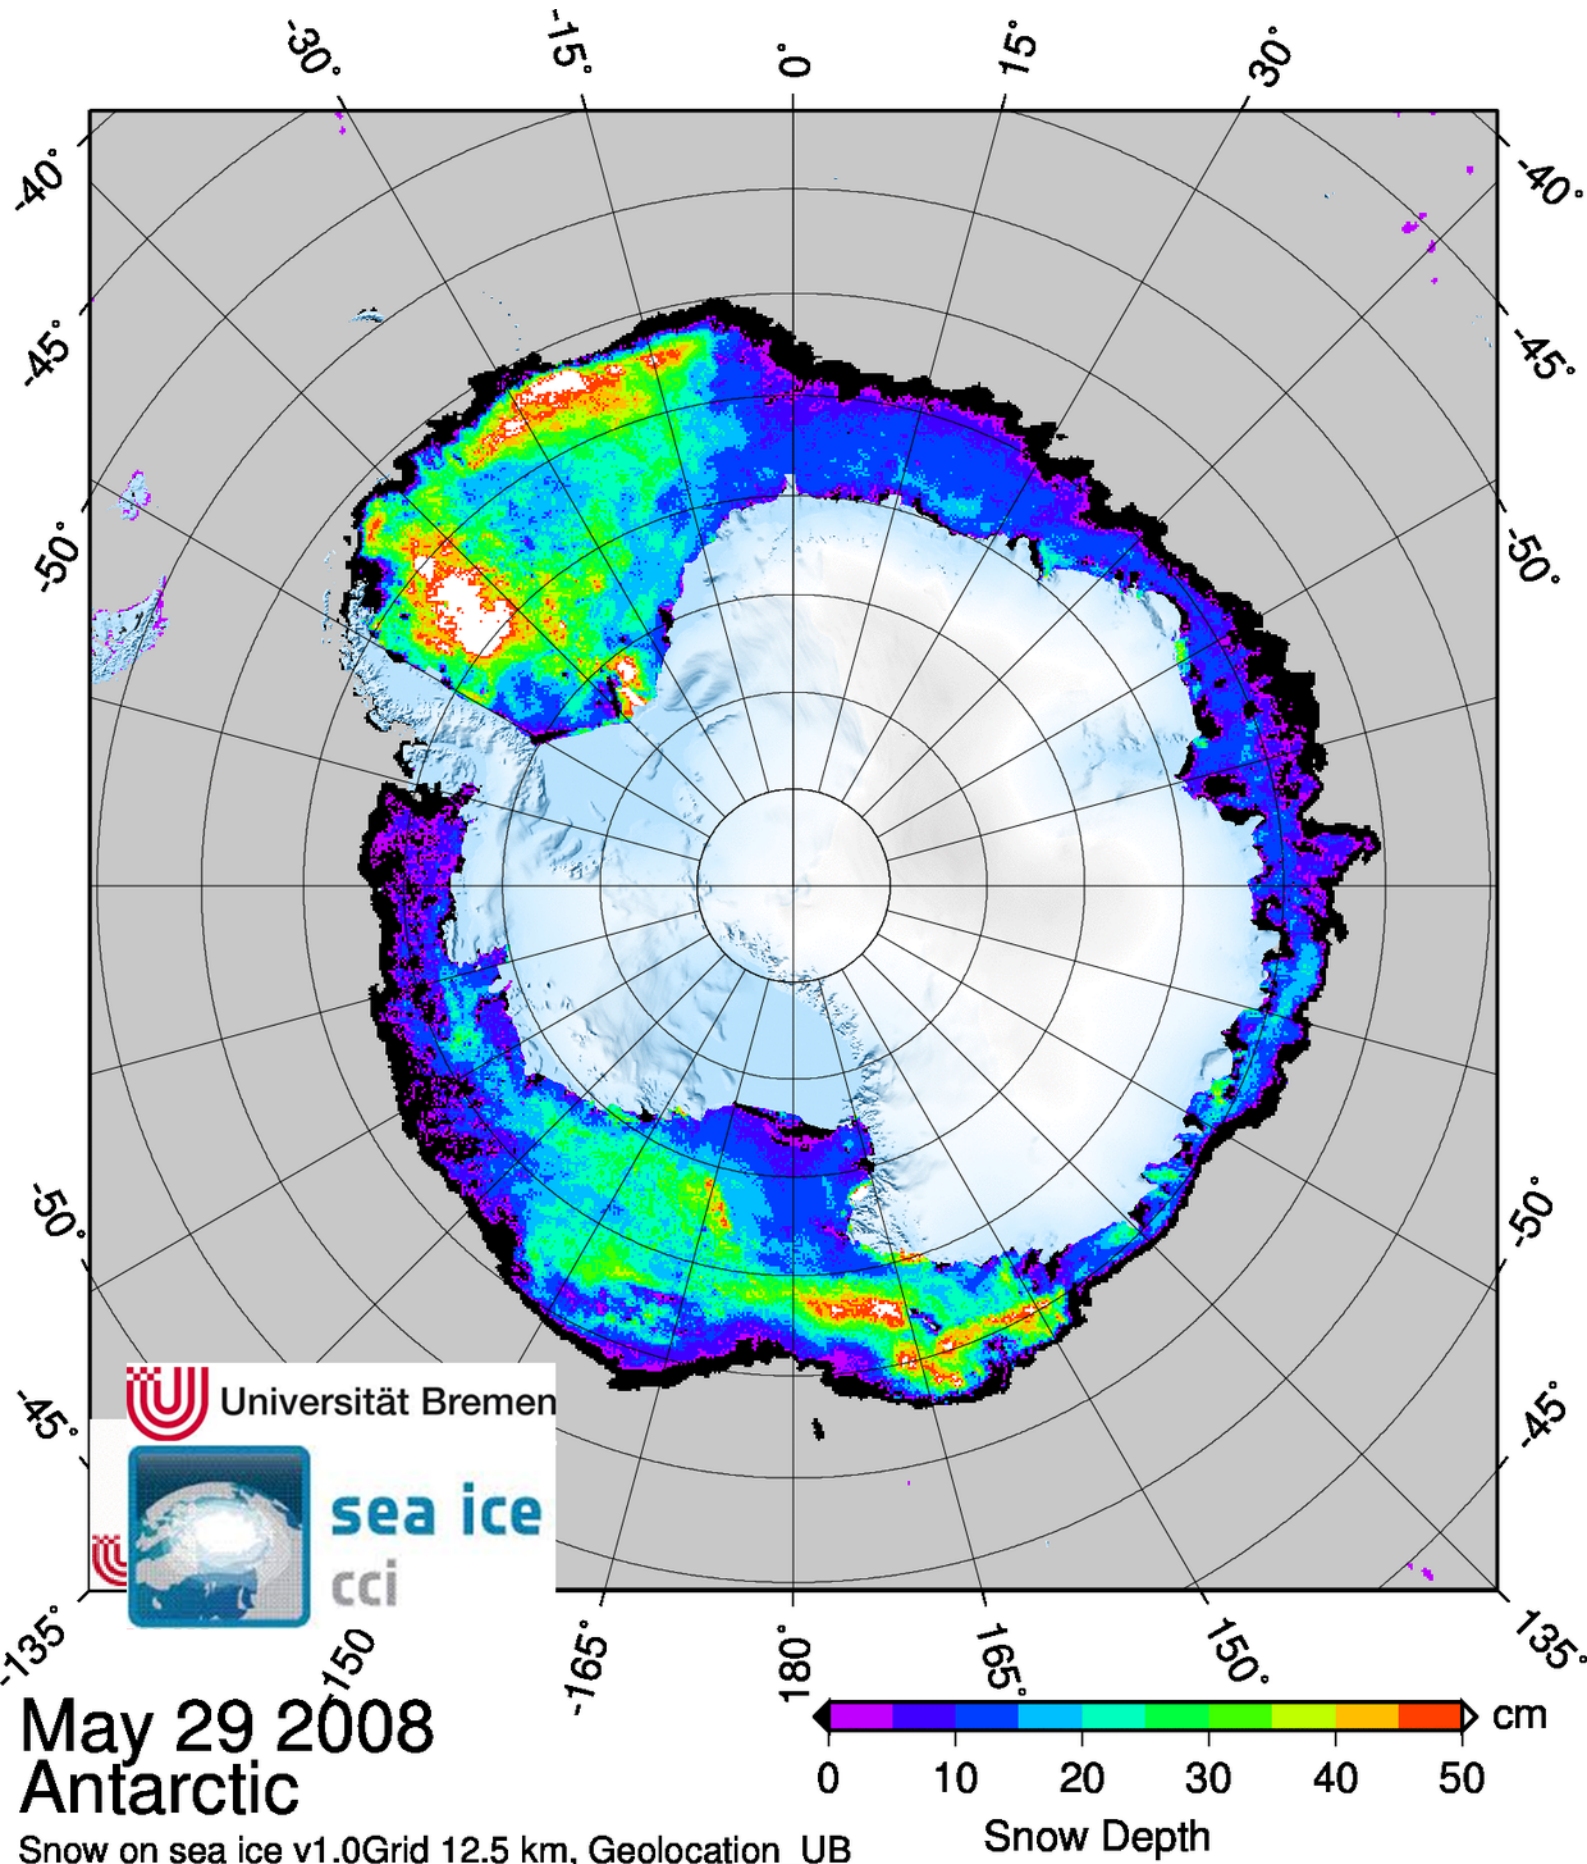 -30° -15° 0° 15° 30°
-40° -40°
-45° -45°
-50° -50°
-50° -50°
-45° -45°
Universität Bremen
sea ice
cci
-135° -150 -165° 180° 165° 150° 135°
May 29 2008
Antarctic
Snow on sea ice v1.0Grid 12.5 km, Geolocation UB
cm
0 10 20 30 40 50
Snow Depth